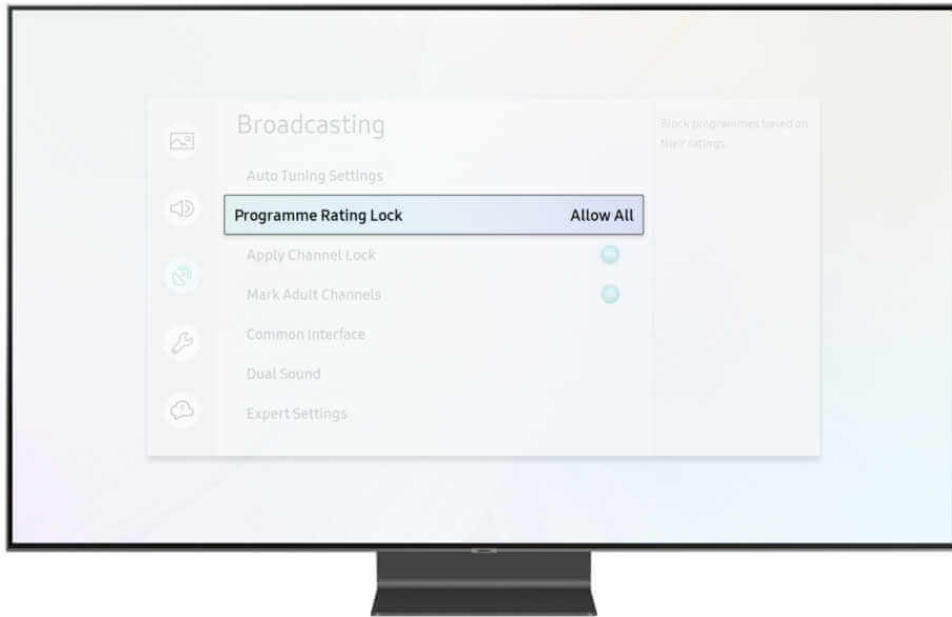 Broadcasting
Block programmes based on
their ratings.
Auto Tuning Settings
Programme Rating Lock Allow All
Apply Channel Lock
Mark Adult Channels
Common Interface
Dual Sound
Expert Settings